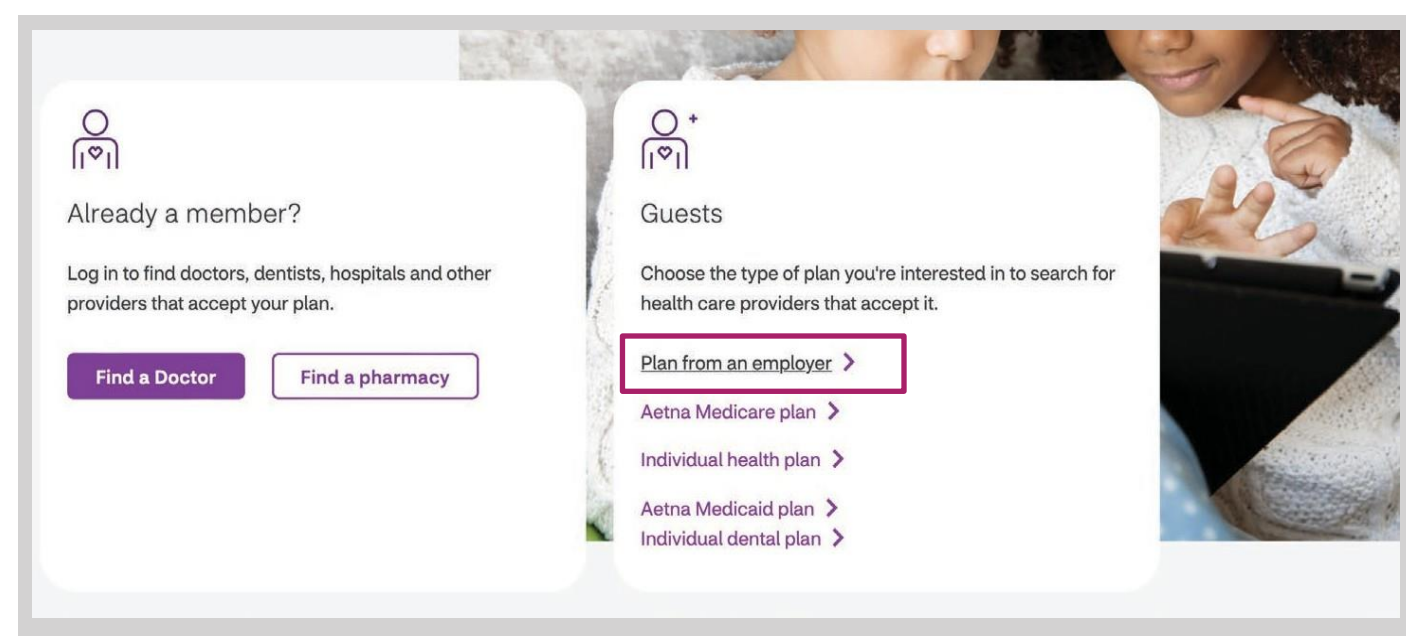 Already a member?
Log in to find doctors, dentists, hospitals and other
providers that accept your plan.
Find a Doctor
Find a pharmacy
Guests
Choose the type of plan you're interested in to search for
health care providers that accept it.
Plan from an employer
Aetna Medicare plan
Individual health plan
Aetna Medicaid plan
Individual dental plan